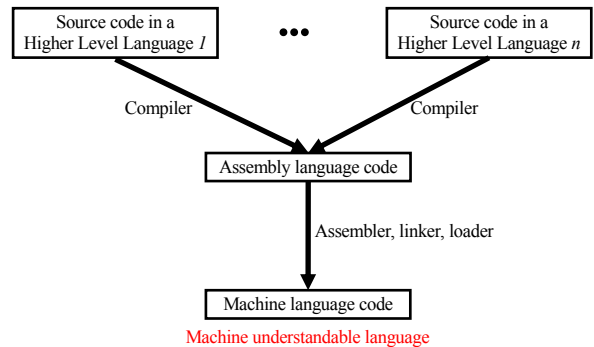 Source code in a
Higher Level Language 1
•••
Source code in a
Higher Level Language n
Compiler
Compiler
Assembly language code
Assembler, linker, loader
Machine language code
Machine understandable language